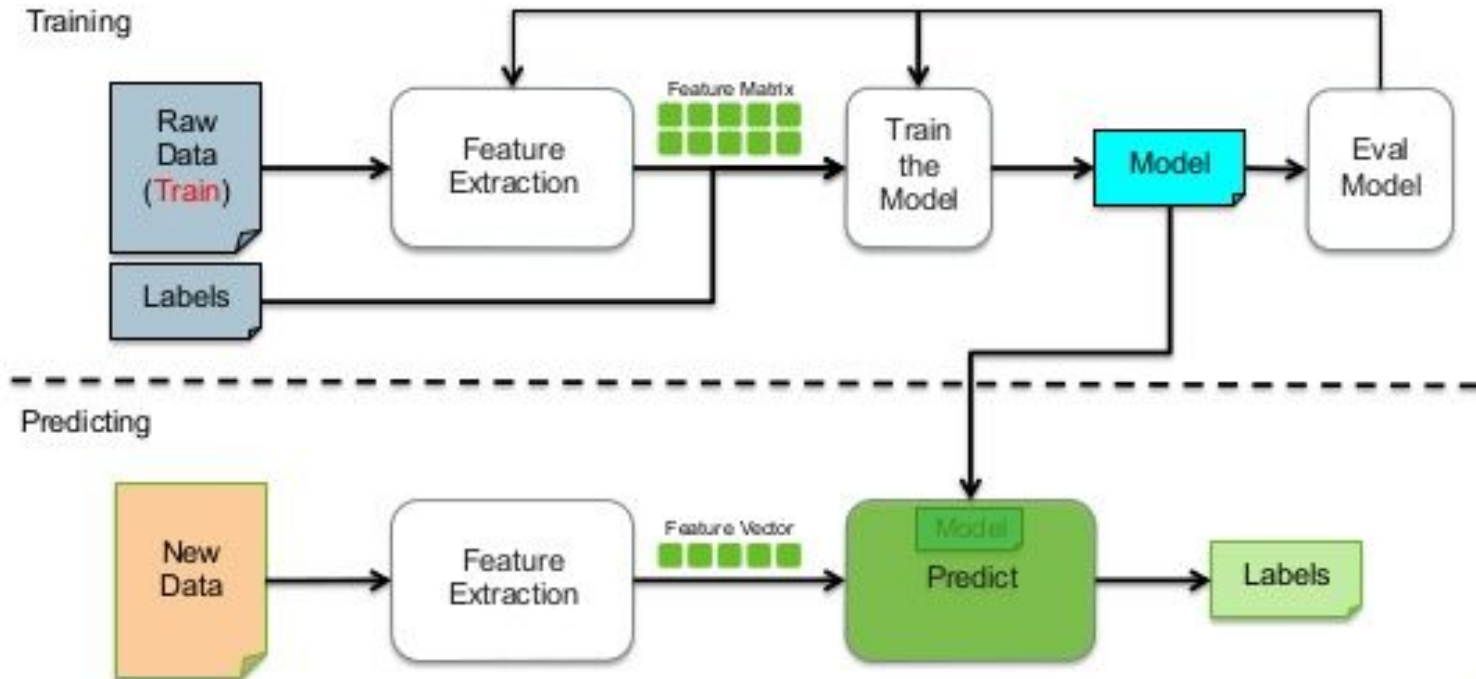 Training
Raw
Data
(Train)
Feature
Extraction
Feature Matrix
Train
the
Model
Model
Eval
Model
Labels
Predicting
New
Data
Feature
Extraction
Feature Vector
Model
Predict
Labels